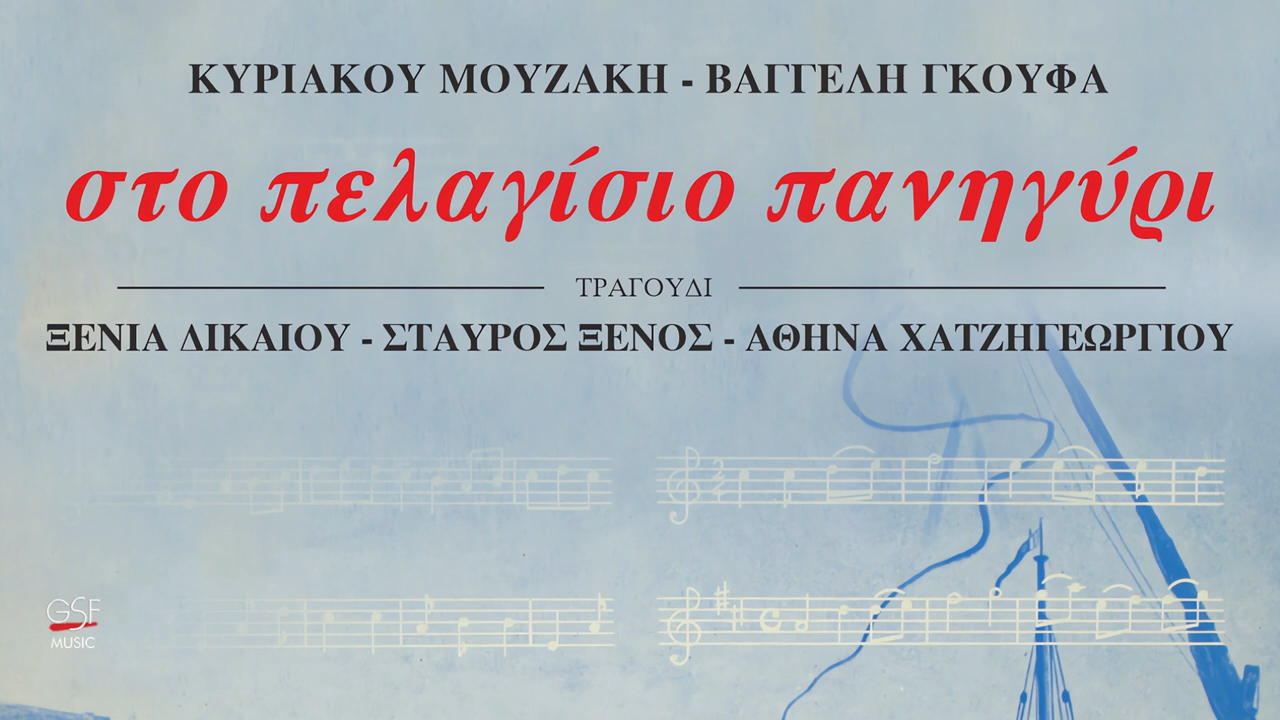 ΚΥΡΙΑΚΟΥ ΜΟΥΖΑΚΗ - ΒΑΓΓΕΛΗ ΓΚΟΥΦΑ
στο πελαγίσιο πανηγύρι
ΤΡΑΓΟΥΔΙ
ΞΕΝΙΑ ΔΙΚΑΙΟΥ - ΣΤΑΥΡΟΣ ΞΕΝΟΣ - ΑΘΗΝΑ ΧΑΤΖΗΓΕΩΡΓΙΟΥ
GSF
MUSIC